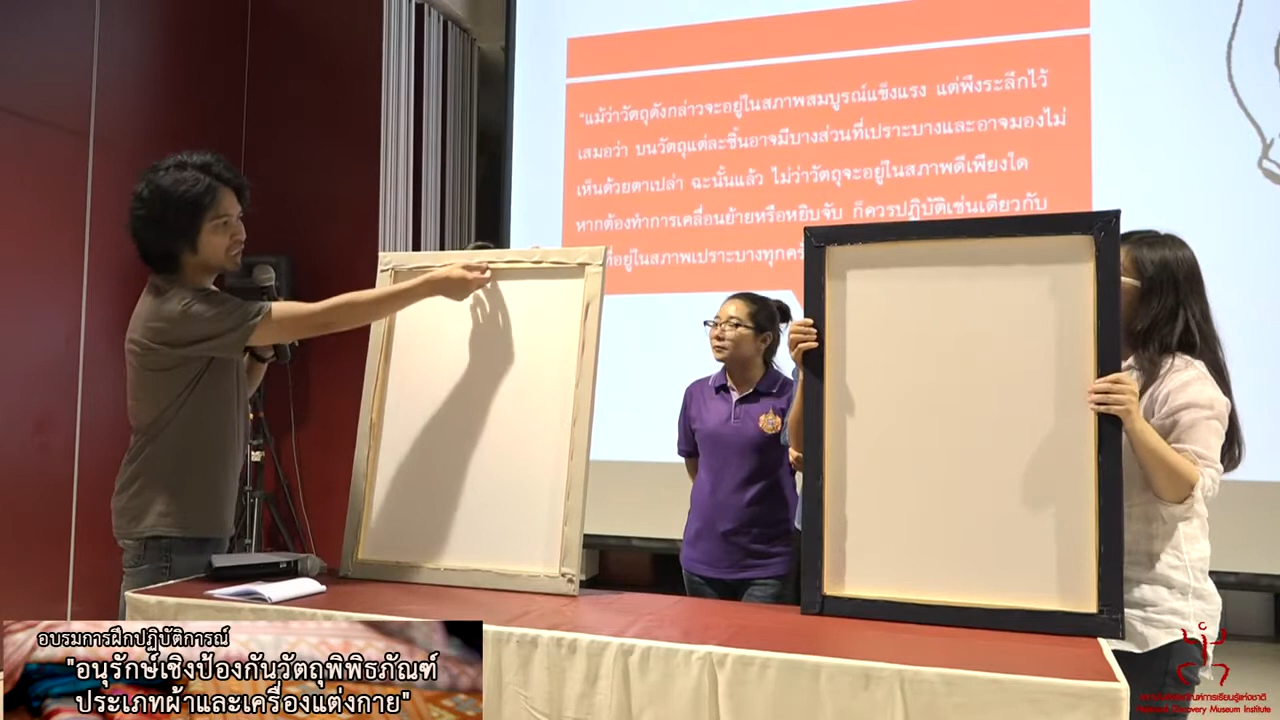 "แม้ว่าวัตถุดังกล่าวจะอยู่ในสภาพสมบูรณ์แข็งแรง แต่พึงระลึกไว้
เสมอว่า บนวัตถุแต่ละชิ้นอาจมีบางส่วนที่เปราะบางและอาจมองไม่
เห็นด้วยตาเปล่า ฉะนั้นแล้ว ไม่ว่าวัตถุจะอยู่ในสภาพดีเพียงใด
หากต้องทำการเคลื่อนย้ายหรือหยิบจับ ก็ควรปฏิบัติเช่นเดียวกับ
ที่อยู่ในสภาพเปราะบางทุก
อบรมการฝึกปฏิบัติการณ์
"อนุรักษ์เชิงป้องกันวัตถุพิพิธภัณฑ์
ประเภทผ้าและเครื่องแต่งกาย"
Discovery Museum Institute